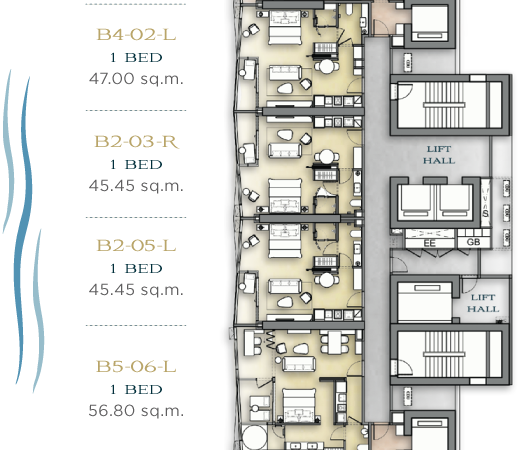 B4-02-L
1 BED
47.00 sq.m.
B2-03-R
1 BED
45.45 sq.m.
B2-05-L
1 BED
45.45 sq.m.
B5-06-L
1 BED
56.80 sq.m.
LIFT
HALL
S
EE
GB
LIFT
HALL